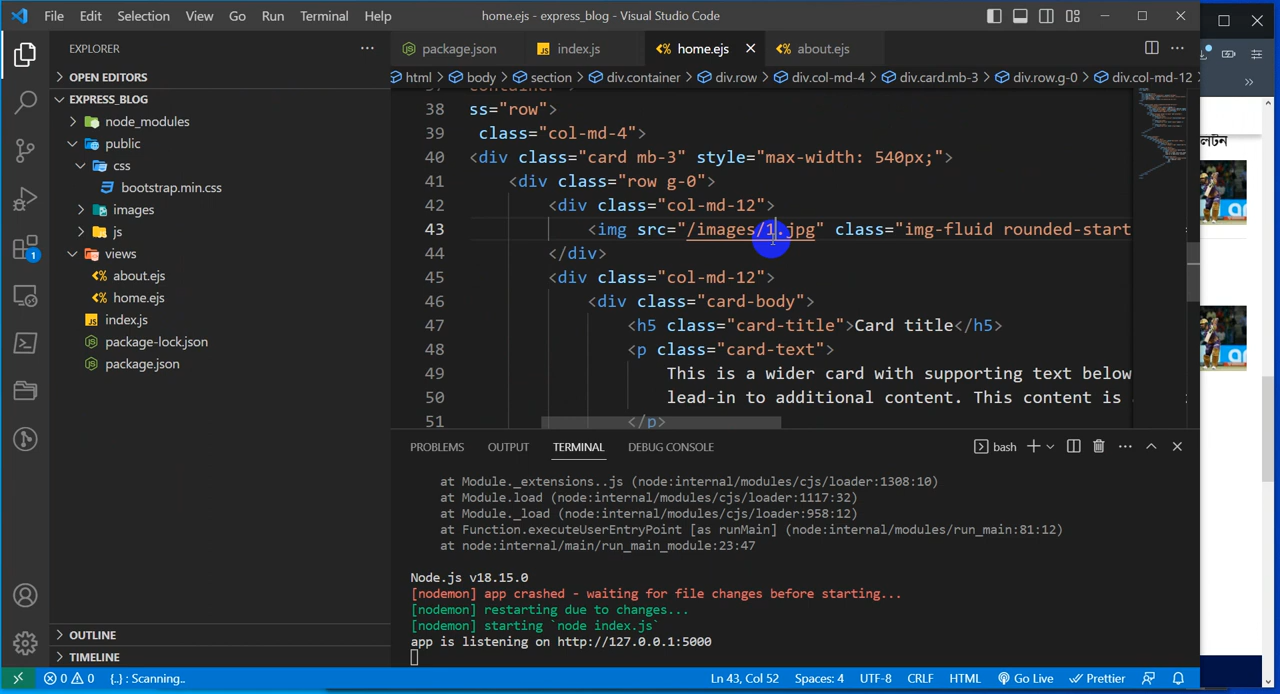 File Edit Selection View Go Run Terminal Help
home.ejs - express_blog - Visual Studio Code
EXPLORER
package.json
index.js
home.ejs
about.ejs
OPEN EDITORS
html > body > section > div.container > div.row > div.col-md-4 > div.card.mb-3 > div.row.g-0 > div.col-md-12 >
EXPRESS_BLOG
node_modules
public
css
bootstrap.min.css
images
js
views
about.ejs
home.ejs
index.js
package-lock.json
package.json
OUTLINE
TIMELINE
38 ss="row">
39 class="col-md-4">
40 <div class="card mb-3" style="max-width: 540px;">
41 <div class="row g-0">
42 <div class="col-md-12">
43 <img src="/images/1.jpg" class="img-fluid rounded-start
44 </div>
45 <div class="col-md-12">
46 <div class="card-body">
47 <h5 class="card-title">Card title</h5>
48 <p class="card-text">
49 This is a wider card with supporting text below
50 lead-in to additional content. This content is
51 </p>
PROBLEMS OUTPUT TERMINAL DEBUG CONSOLE
bash
at Module._extensions..js (node:internal/modules/cjs/loader:1308:10)
at Module.load (node:internal/modules/cjs/loader:1117:32)
at Module._load (node:internal/modules/cjs/loader:958:12)
at Function.executeUserEntryPoint [as runMain] (node:internal/modules/run_main:81:12)
at node:internal/main/run_main_module:23:47
Node.js v18.15.0
[nodemon] app crashed - waiting for file changes before starting...
[nodemon] restarting due to changes...
[nodemon] starting `node index.js`
app is listening on http://127.0.0.1:5000
1
0 0 {..} : Scanning..
Ln 43, Col 52 Spaces: 4 UTF-8 CRLF HTML Go Live Prettier